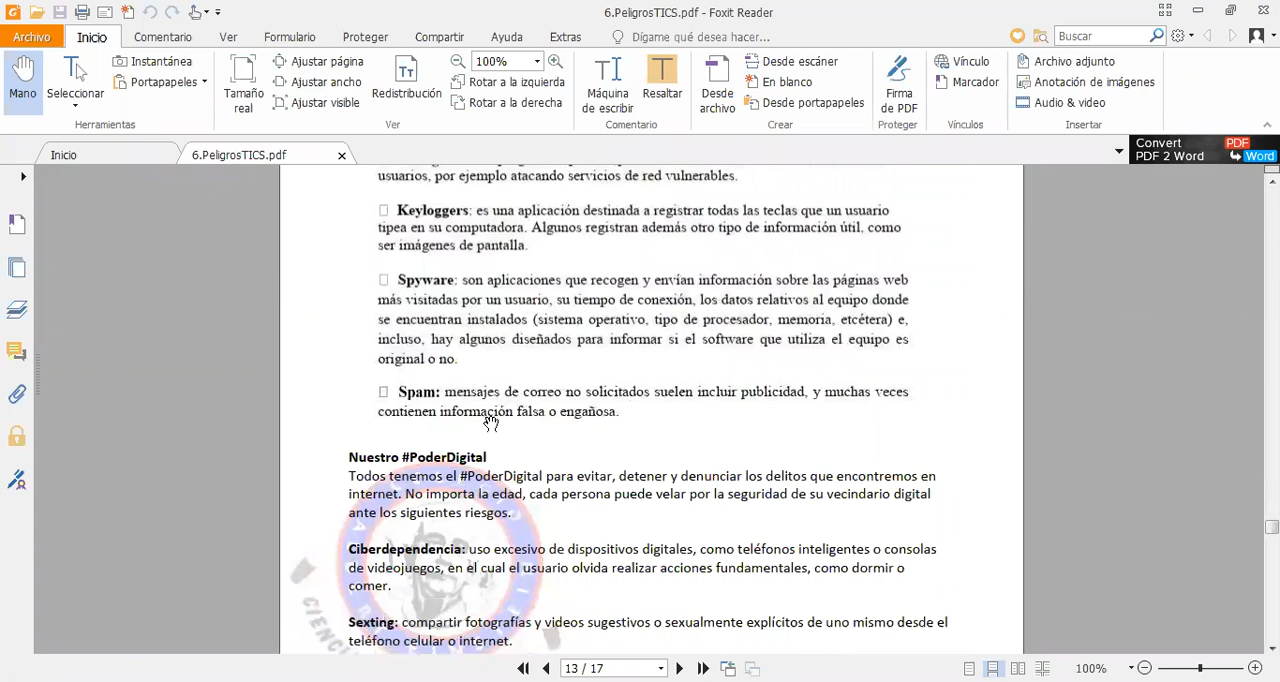 6.PeligrosTICS.pdf - Foxit Reader
Archivo Inicio Comentario Ver Formulario Proteger Compartir Ayuda Extras Dígame qué desea hacer... Buscar
Mano
Seleccionar
Instantánea
Portapapeles
Herramientas
Tamaño real
Ajustar página
Ajustar ancho
Ajustar visible
Redistribución
100%
Rotar a la izquierda
Rotar a la derecha
Ver
Máquina de escribir
Resaltar
Comentario
Desde archivo
Desde escáner
En blanco
Desde portapapeles
Crear
Firma de PDF
Proteger
Vínculo
Marcador
Vínculos
Archivo adjunto
Anotación de imágenes
Audio & video
Insertar
Inicio
6.PeligrosTICS.pdf
Convert PDF
PDF 2 Word Word
usuarios, por ejemplo atacando servicios de red vulnerables.
Keyloggers: es una aplicación destinada a registrar todas las teclas que un usuario
tipea en su computadora. Algunos registran además otro tipo de información útil, como
ser imágenes de pantalla.
Spyware: son aplicaciones que recogen y envían información sobre las páginas web
más visitadas por un usuario, su tiempo de conexión, los datos relativos al equipo donde
se encuentran instalados (sistema operativo, tipo de procesador, memoria, etcétera) e,
incluso, hay algunos diseñados para informar si el software que utiliza el equipo es
original o no.
Spam: mensajes de correo no solicitados suelen incluir publicidad, y muchas veces
contienen información falsa o engañosa.
Nuestro #PoderDigital
Todos tenemos el #PoderDigital para evitar, detener y denunciar los delitos que encontremos en
internet. No importa la edad, cada persona puede velar por la seguridad de su vecindario digital
ante los siguientes riesgos.
Ciberdependencia: uso excesivo de dispositivos digitales, como teléfonos inteligentes o consolas
de videojuegos, en el cual el usuario olvida realizar acciones fundamentales, como dormir o
comer.
Sexting: compartir fotografías y videos sugestivos o sexualmente explícitos de uno mismo desde el
teléfono celular o internet.
13 / 17
100%